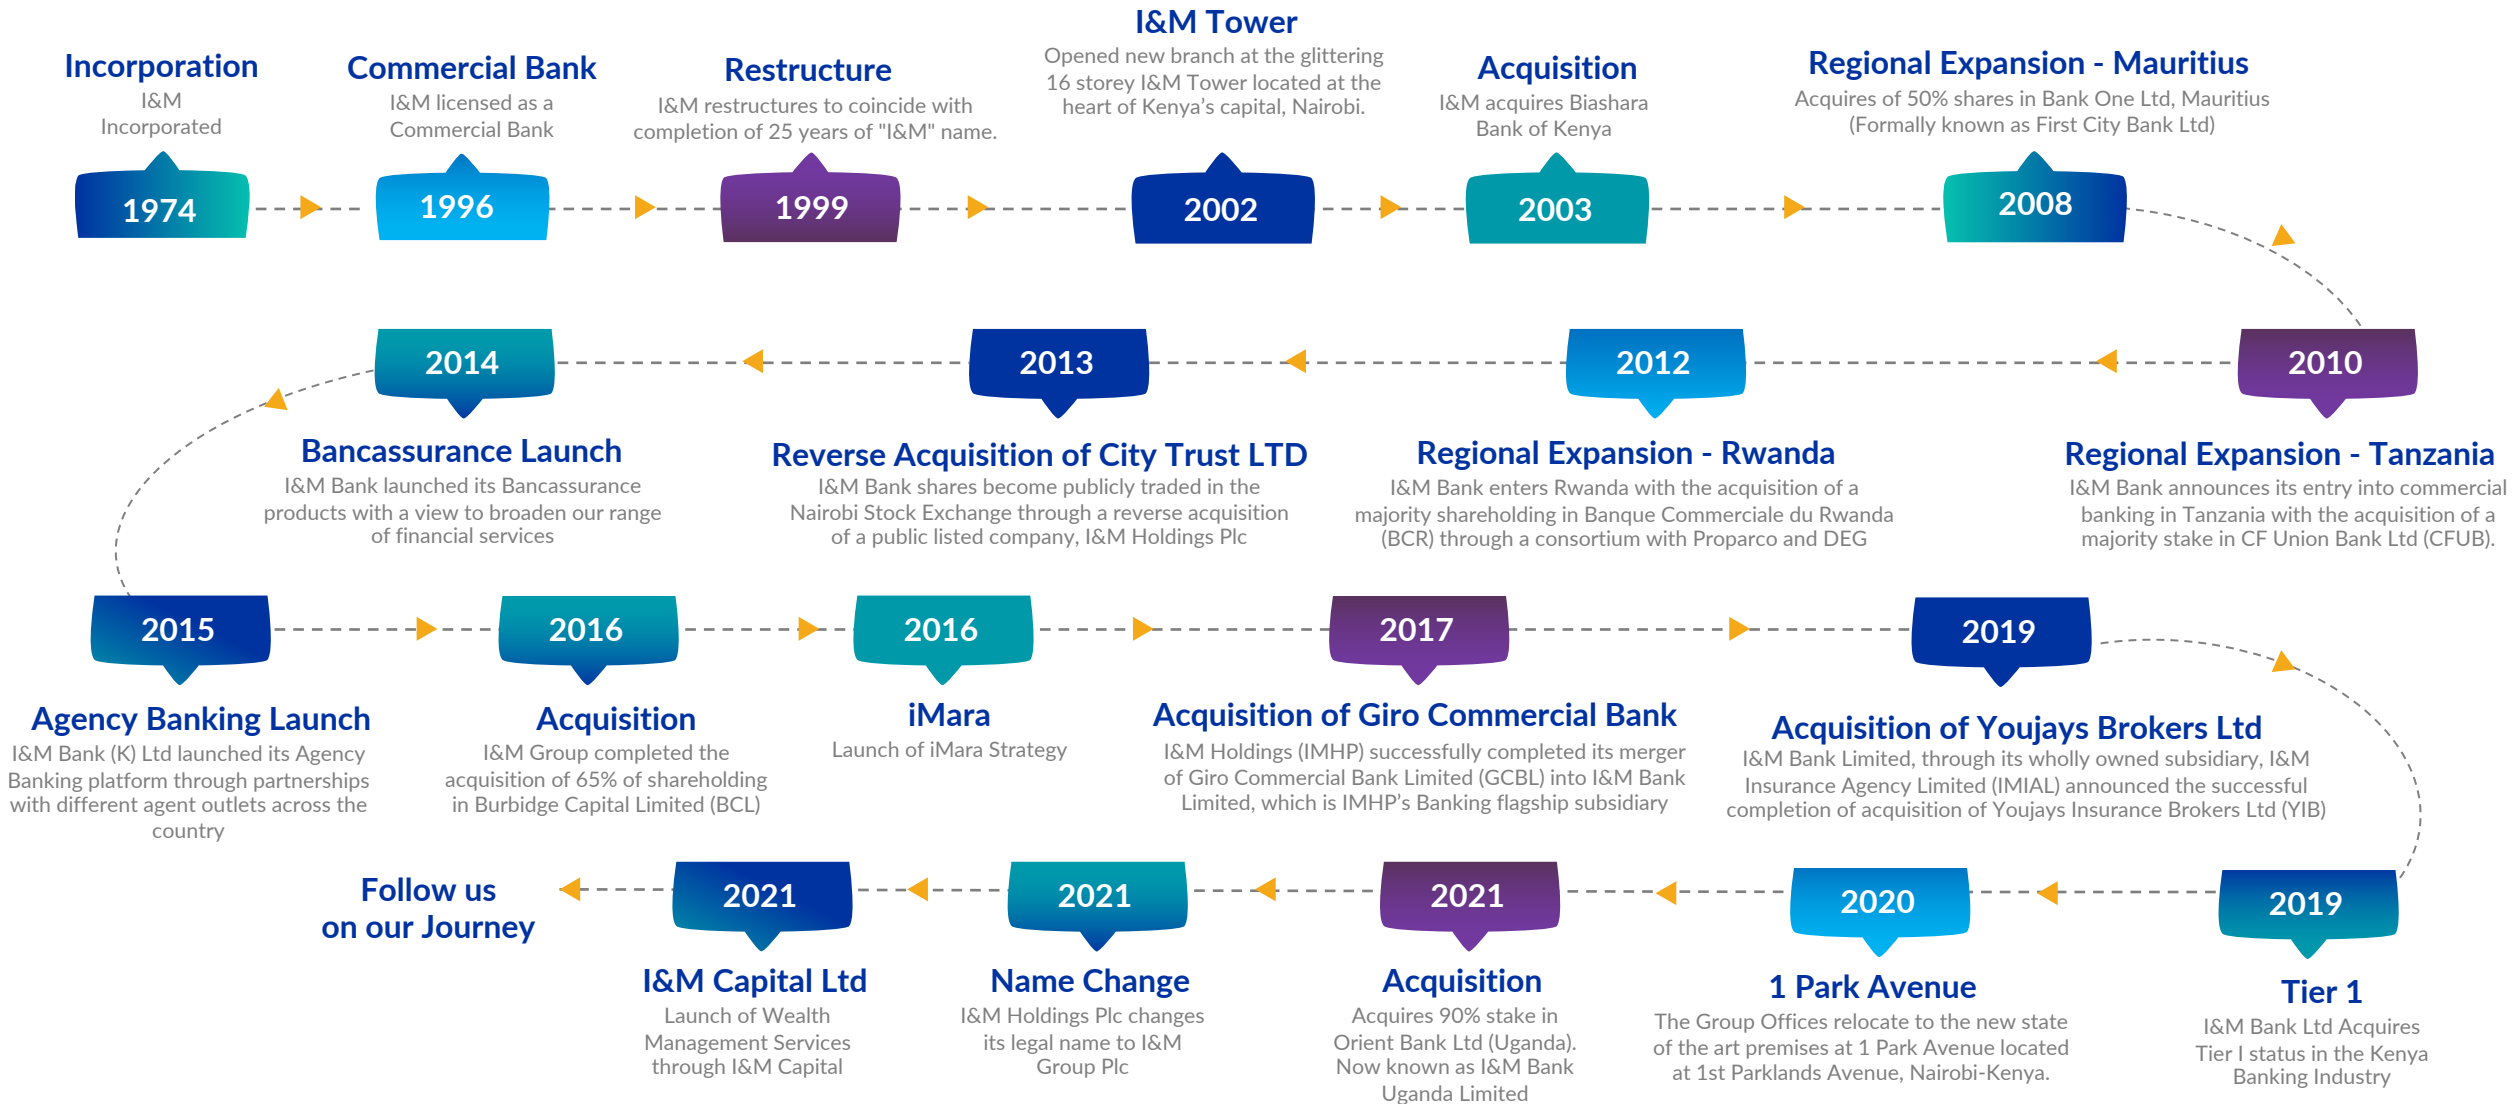 Incorporation
I&M
Incorporated
1974
Commercial Bank
I&M licensed as a
Commercial Bank
1996
Restructure
I&M restructures to coincide with
completion of 25 years of "I&M" name.
1999
I&M Tower
Opened new branch at the glittering
16 storey I&M Tower located at the
heart of Kenya's capital, Nairobi.
2002
Acquisition
I&M acquires Biashara
Bank of Kenya
2003
Regional Expansion - Mauritius
Acquires of 50% shares in Bank One Ltd, Mauritius
(Formally known as First City Bank Ltd)
2008
2010
Regional Expansion - Tanzania
I&M Bank announces its entry into commercial
banking in Tanzania with the acquisition of a
majority stake in CF Union Bank Ltd (CFUB).
2012
Regional Expansion - Rwanda
I&M Bank enters Rwanda with the acquisition of a
majority shareholding in Banque Commerciale du Rwanda
(BCR) through a consortium with Proparco and DEG
2013
Reverse Acquisition of City Trust LTD
I&M Bank shares become publicly traded in the
Nairobi Stock Exchange through a reverse acquisition
of a public listed company, I&M Holdings Plc
2014
Bancassurance Launch
I&M Bank launched its Bancassurance
products with a view to broaden our range
of financial services
2015
Agency Banking Launch
I&M Bank (K) Ltd launched its Agency
Banking platform through partnerships
with different agent outlets across the
country
2016
Acquisition
I&M Group completed the
acquisition of 65% of shareholding
in Burbidge Capital Limited (BCL)
2016
iMara
Launch of iMara Strategy
2017
Acquisition of Giro Commercial Bank
I&M Holdings (IMHP) successfully completed its merger
of Giro Commercial Bank Limited (GCBL) into I&M Bank
Limited, which is IMHP's Banking flagship subsidiary
2019
Acquisition of Youjays Brokers Ltd
I&M Bank Limited, through its wholly owned subsidiary, I&M
Insurance Agency Limited (IMIAL) announced the successful
completion of acquisition of Youjays Insurance Brokers Ltd (YIB)
2019
Tier 1
I&M Bank Ltd Acquires
Tier I status in the Kenya
Banking Industry
2020
1 Park Avenue
The Group Offices relocate to the new state
of the art premises at 1 Park Avenue located
at 1st Parklands Avenue, Nairobi-Kenya.
2021
Acquisition
Acquires 90% stake in
Orient Bank Ltd (Uganda).
Now known as I&M Bank
Uganda Limited
2021
Name Change
I&M Holdings Plc changes
its legal name to I&M
Group Plc
2021
I&M Capital Ltd
Launch of Wealth
Management Services
through I&M Capital
Follow us
on our Journey